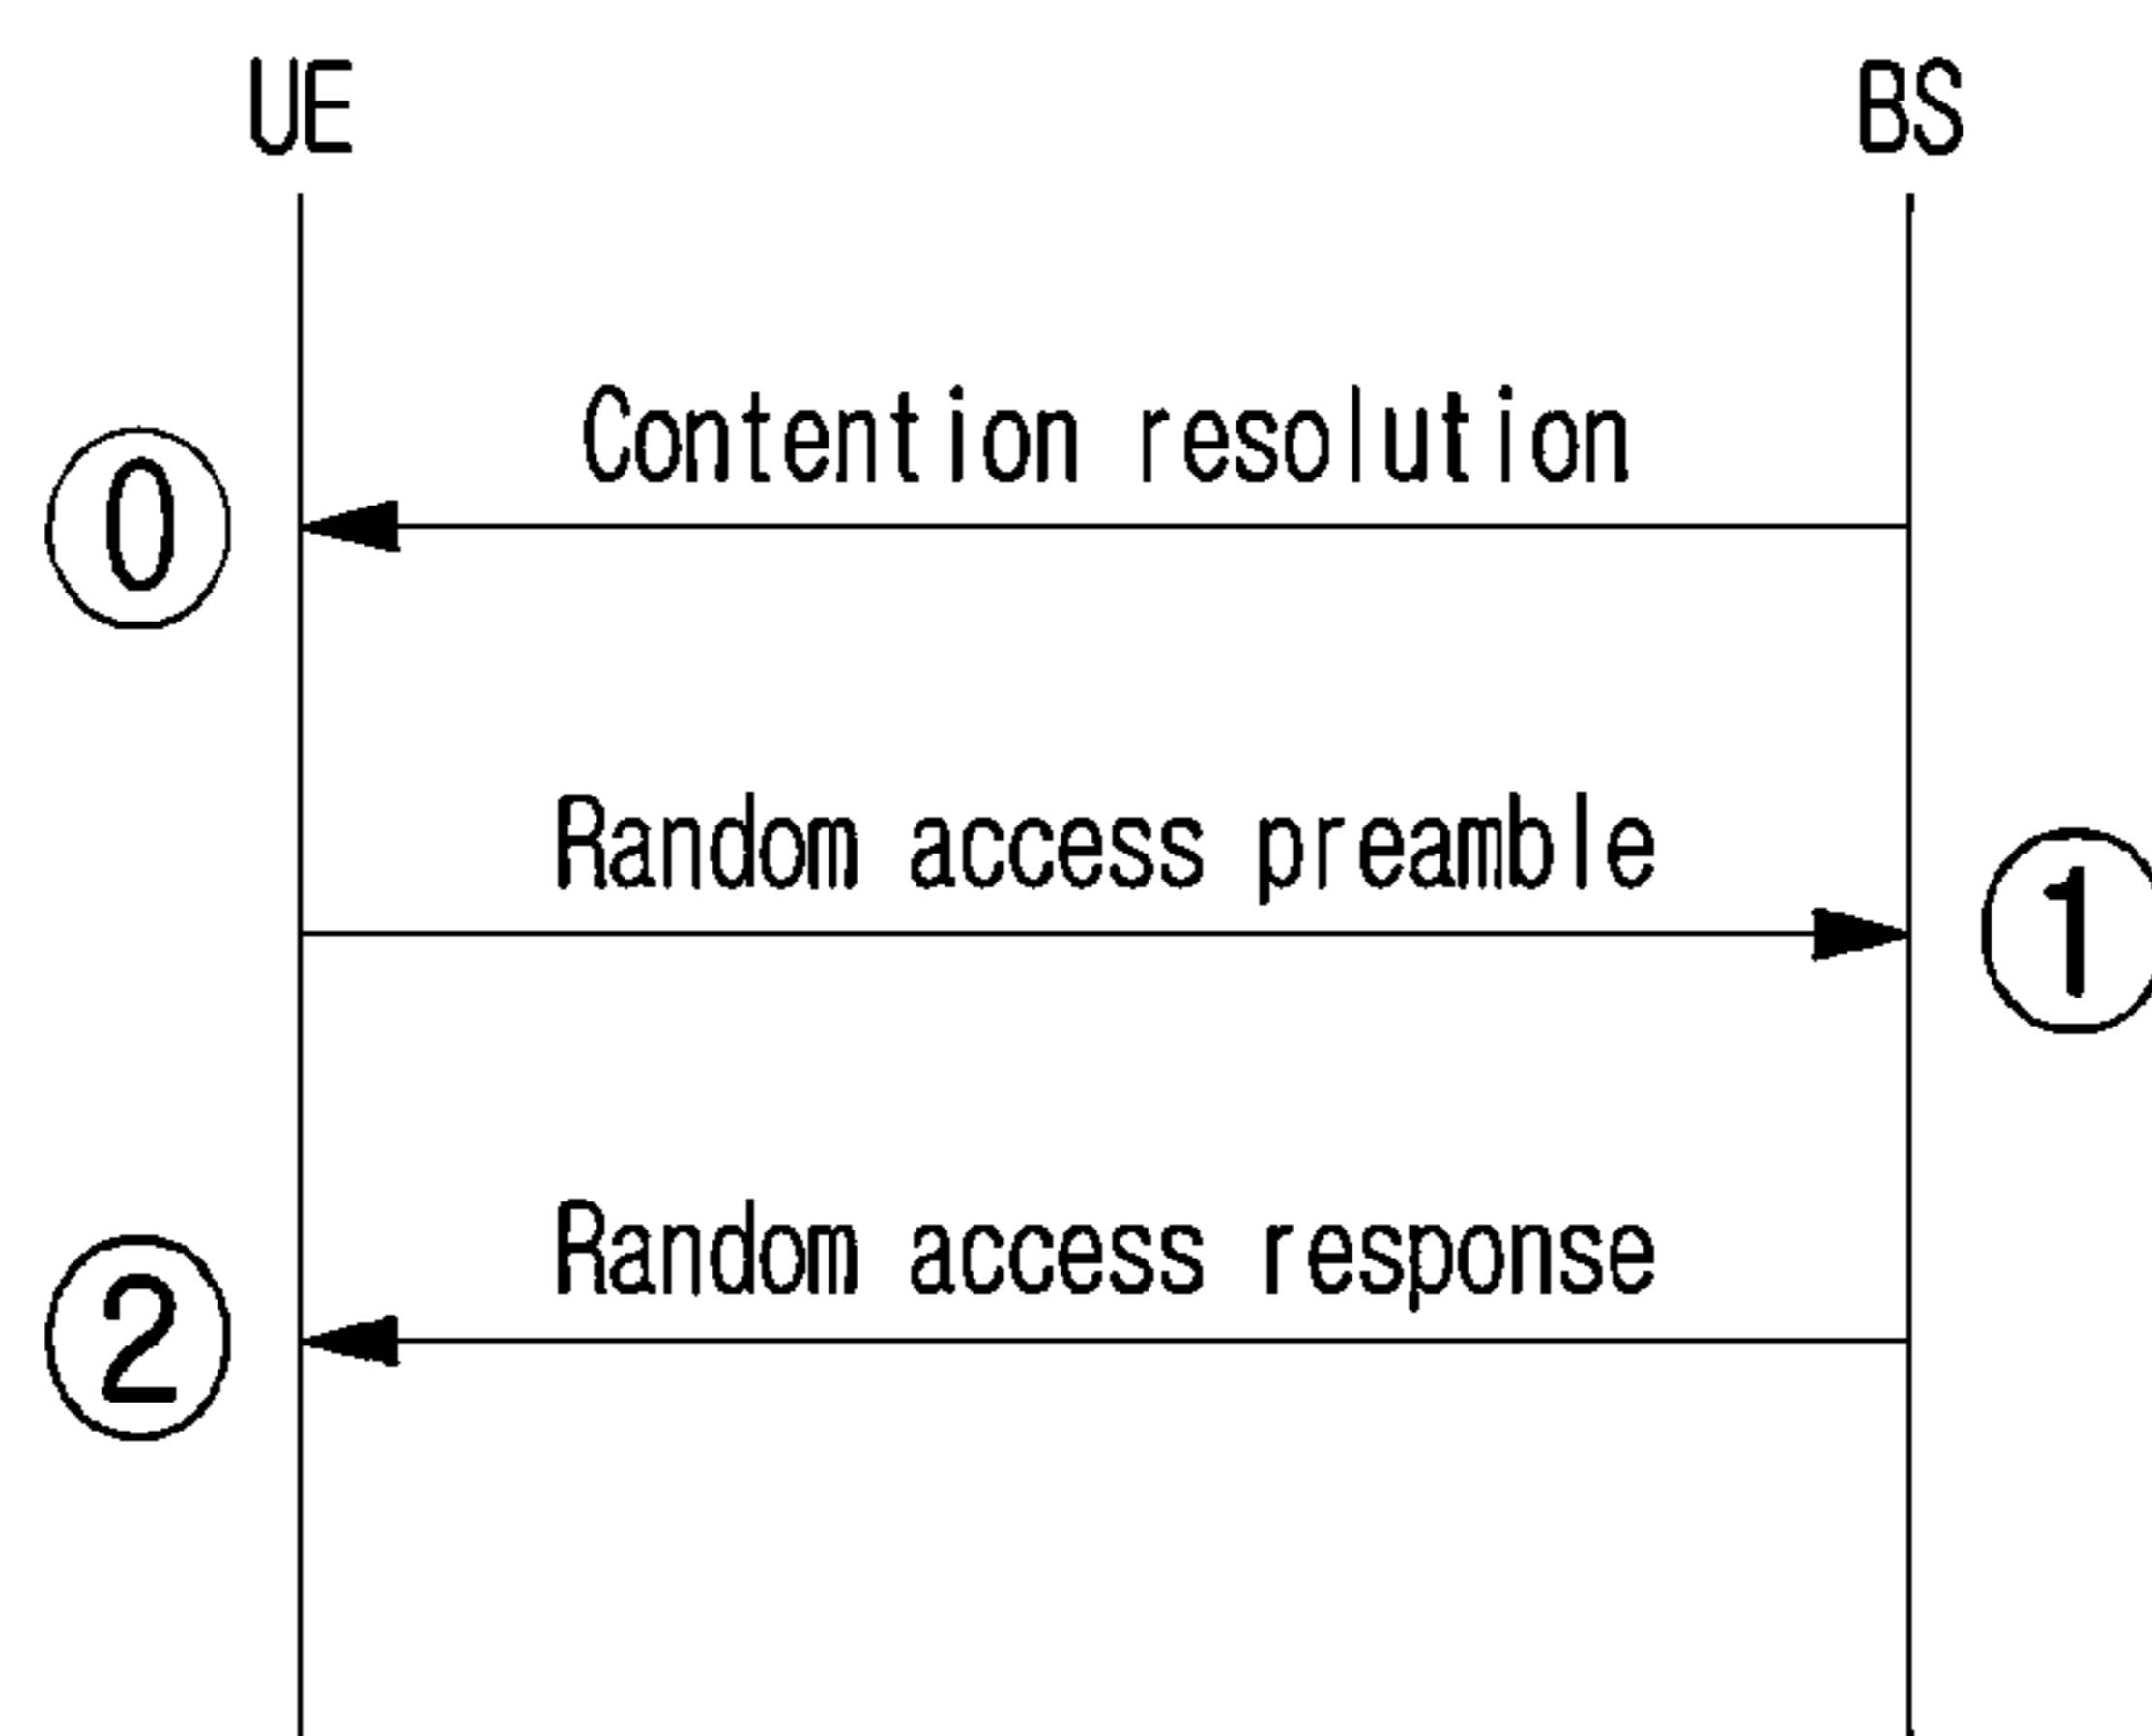 UE BS
Contention resolution
0
Random access preamble
1
Random access response
2